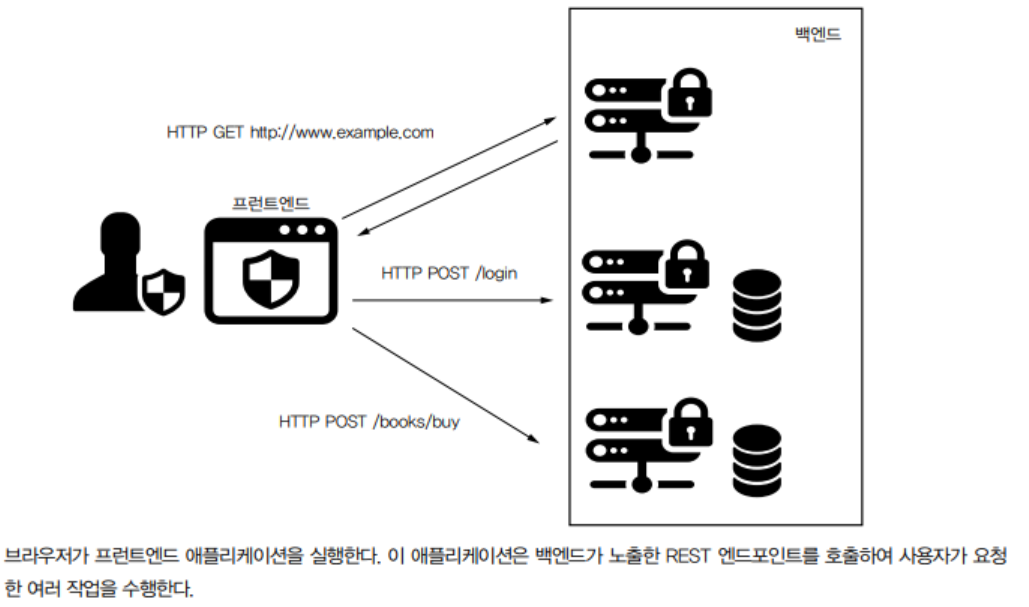 백엔드
HTTP GET http://www.example.com
프런트엔드
HTTP POST /login
HTTP POST /books/buy
브라우저가 프런트엔드 애플리케이션을 실행한다. 이 애플리케이션은 백엔드가 노출한 REST 엔드포인트를 호출하여 사용자가 요청
한 여러 작업을 수행한다.